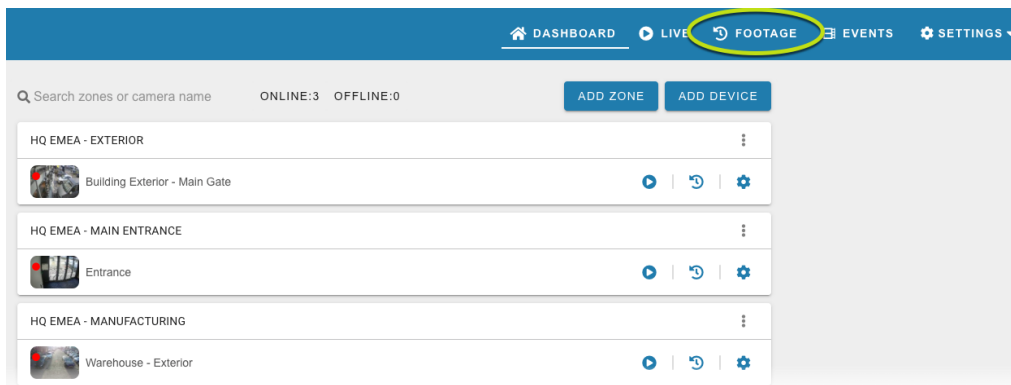 DASHBOARD LIVE FOOTAGE EVENTS SETTINGS
Search zones or camera name ONLINE:3 OFFLINE:0 ADD ZONE ADD DEVICE
HQ EMEA - EXTERIOR
Building Exterior - Main Gate
HQ EMEA - MAIN ENTRANCE
Entrance
HQ EMEA - MANUFACTURING
Warehouse - Exterior